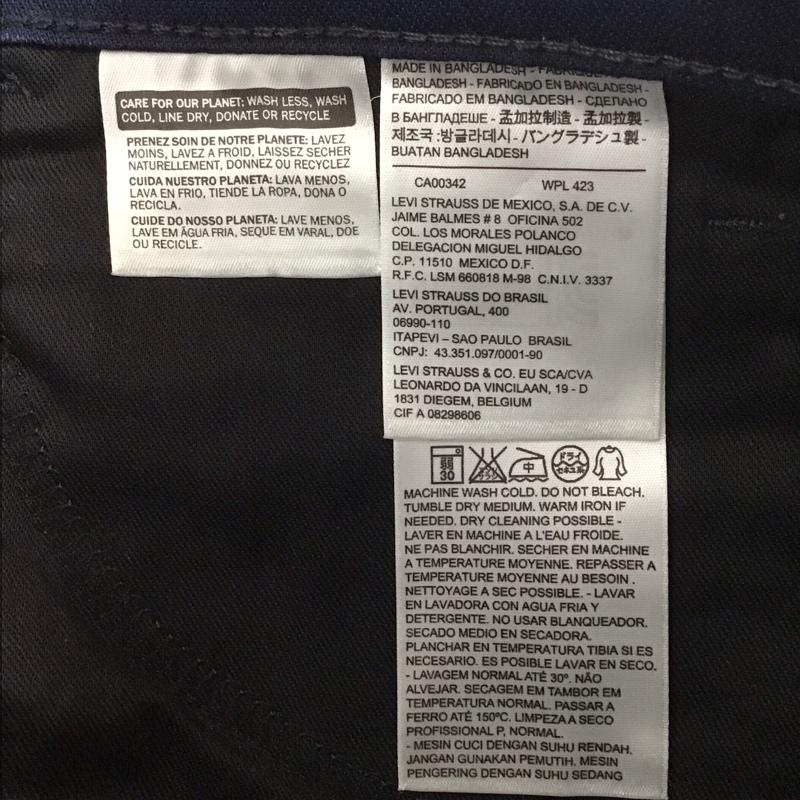 CARE FOR OUR PLANET: WASH LESS, WASH
COLD, LINE DRY, DONATE OR RECYCLE
PRENEZ SOIN DE NOTRE PLANETE: LAVEZ
MOINS, LAVEZ A FROID, LAISSEZ SECHER
NATURELLEMENT, DONNEZ OU RECYCLEZ
CUIDA NUESTRO PLANETA: LAVA MENOS,
LAVA EN FRIO, TIENDE LA ROPA, DONA O
RECICLA.
CUIDE DO NOSSO PLANETA: LAVE MENOS,
LAVE EM ÁGUA FRIA, SEQUE EM VARAL, DOE
OU RECICLE.
MADE IN BANGLADESH - FABRIQUE
BANGLADESH - FABRICADO EN BANGLADESH -
FABRICADO EM BANGLADESH - СДЕЛАНО
В БАНГЛАДЕШЕ - 孟加拉制造 - 孟加拉製 -
제조국 :방글라데시 - バングラデシュ製 -
BUATAN BANGLADESH
CA00342 WPL 423
LEVI STRAUSS DE MEXICO, S.A. DE C.V.
JAIME BALMES # 8 OFICINA 502
COL. LOS MORALES POLANCO
DELEGACION MIGUEL HIDALGO
C.P. 11510 MEXICO D.F.
R.F.C. LSM 660818 M-98 C.N.I.V. 3337
LEVI STRAUSS DO BRASIL
AV. PORTUGAL, 400
06990-110
ITAPEVI – SAO PAULO BRASIL
CNPJ: 43.351.097/0001-90
LEVI STRAUSS & CO. EU SCA/CVA
LEONARDO DA VINCILAAN, 19 - D
1831 DIEGEM, BELGIUM
CIF A 08298606
弱 30 中 ドライ セキユ系
MACHINE WASH COLD. DO NOT BLEACH.
TUMBLE DRY MEDIUM. WARM IRON IF
NEEDED. DRY CLEANING POSSIBLE -
LAVER EN MACHINE A L'EAU FROIDE.
NE PAS BLANCHIR. SECHER EN MACHINE
A TEMPERATURE MOYENNE. REPASSER A
TEMPERATURE MOYENNE AU BESOIN .
NETTOYAGE A SEC POSSIBLE. - LAVAR
EN LAVADORA CON AGUA FRIA Y
DETERGENTE. NO USAR BLANQUEADOR.
SECADO MEDIO EN SECADORA.
PLANCHAR EN TEMPERATURA TIBIA SI ES
NECESARIO. ES POSIBLE LAVAR EN SECO.
- LAVAGEM NORMAL ATÉ 30º. NÃO
ALVEJAR. SECAGEM EM TAMBOR EM
TEMPERATURA NORMAL. PASSAR A
FERRO ATÉ 150ºC. LIMPEZA A SECO
PROFISSIONAL P, NORMAL.
- MESIN CUCI DENGAN SUHU RENDAH.
JANGAN GUNAKAN PEMUTIH. MESIN
PENGERING DENGAN SUHU SEDANG